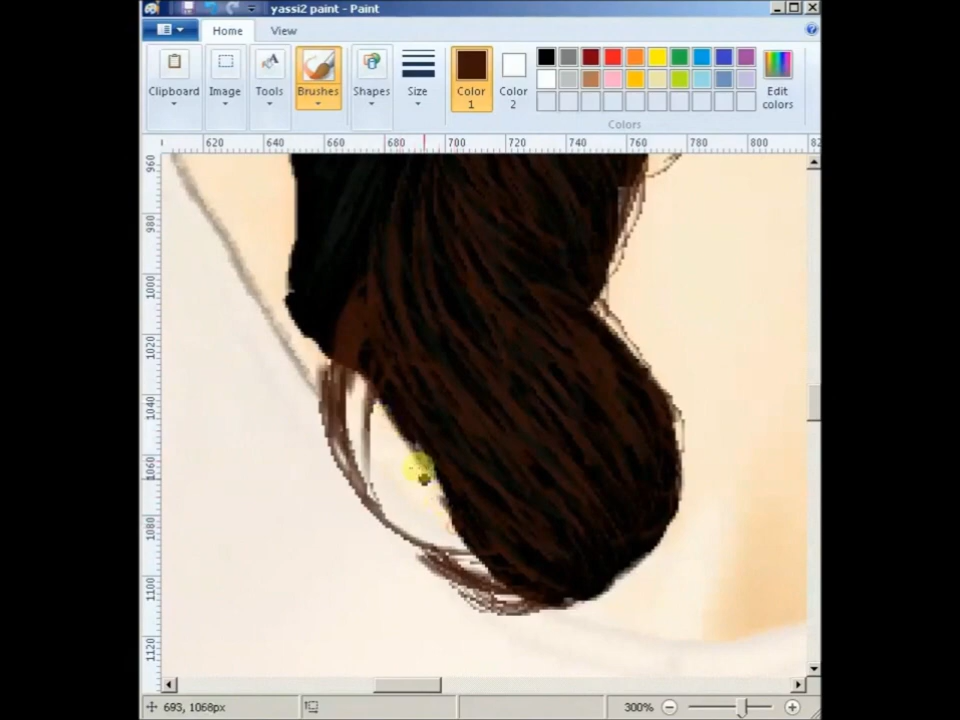 yassi2 paint - Paint
Home View
Clipboard Image Tools Brushes Shapes Size Color 1 Color 2 Edit colors
Colors
620 640 660 680 700 720 740 760 780 800 82
960
980
1000
1020
1040
1060
1080
1100
1120
693, 1068px 300%